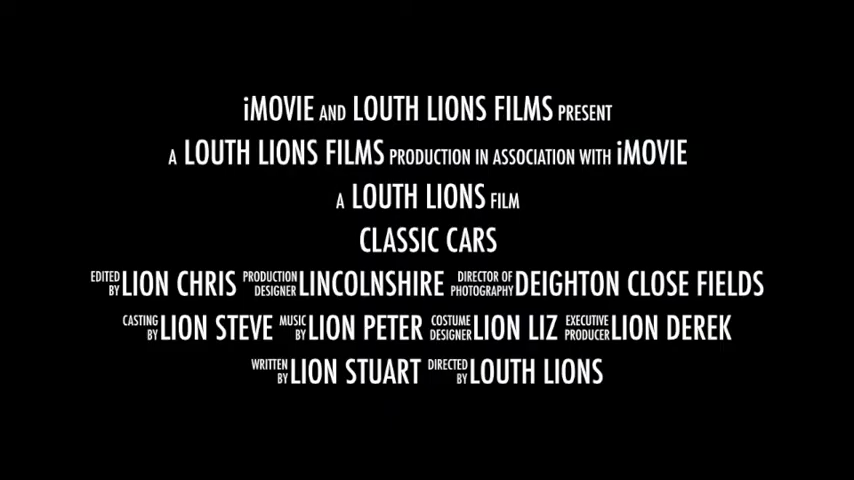 iMOVIE AND LOUTH LIONS FILMS PRESENT
A LOUTH LIONS FILMS PRODUCTION IN ASSOCIATION WITH iMOVIE
A LOUTH LIONS FILM
CLASSIC CARS
EDITED BY LION CHRIS PRODUCTION DESIGNER LINCOLNSHIRE DIRECTOR OF PHOTOGRAPHY DEIGHTON CLOSE FIELDS
CASTING BY LION STEVE MUSIC BY LION PETER COSTUME DESIGNER LION LIZ EXECUTIVE PRODUCER LION DEREK
WRITTEN BY LION STUART DIRECTED BY LOUTH LIONS